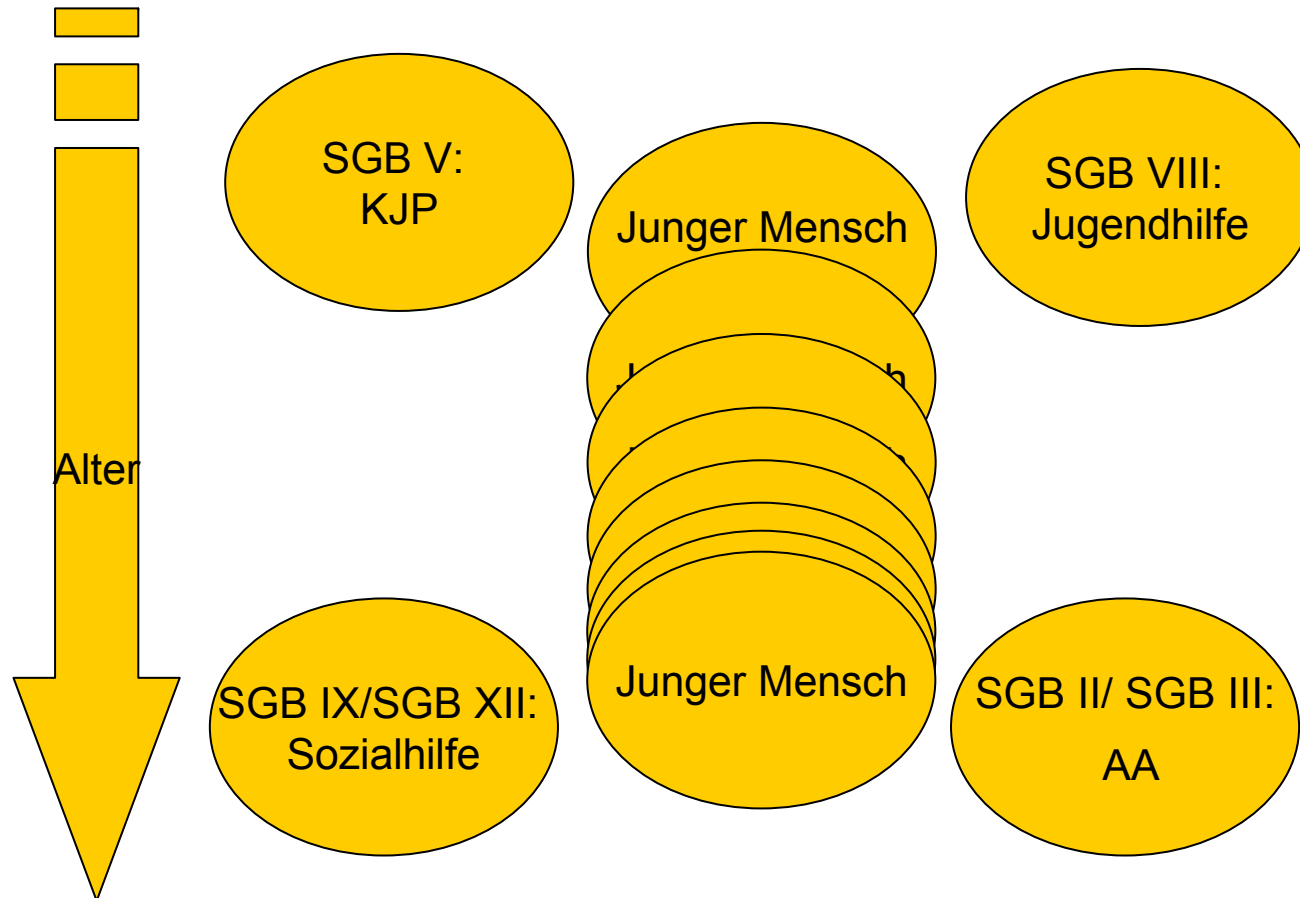 SGB V:
KJP
SGB VIII:
Jugendhilfe
Junger Mensch
Alter
SGB IX/SGB XII:
Sozialhilfe
Junger Mensch
SGB II/ SGB III:
AA